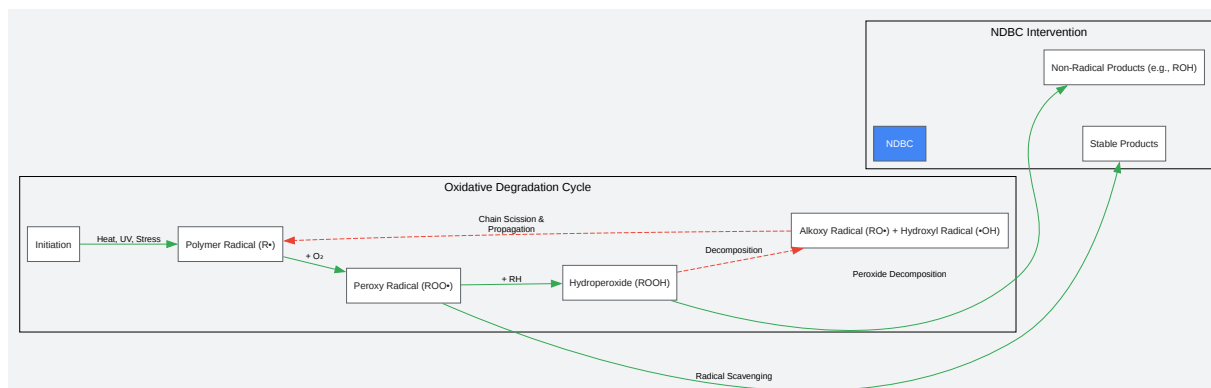 NDBC Intervention
Non-Radical Products (e.g., ROH)
NDBC
Stable Products
Oxidative Degradation Cycle
Initiation
Heat, UV, Stress
Polymer Radical (R•)
+ O₂
Peroxy Radical (ROO•)
+ RH
Hydroperoxide (ROOH)
Decomposition
Alkoxy Radical (RO•) + Hydroxyl Radical (•OH)
Chain Scission &
Propagation
Peroxide Decomposition
Radical Scavenging